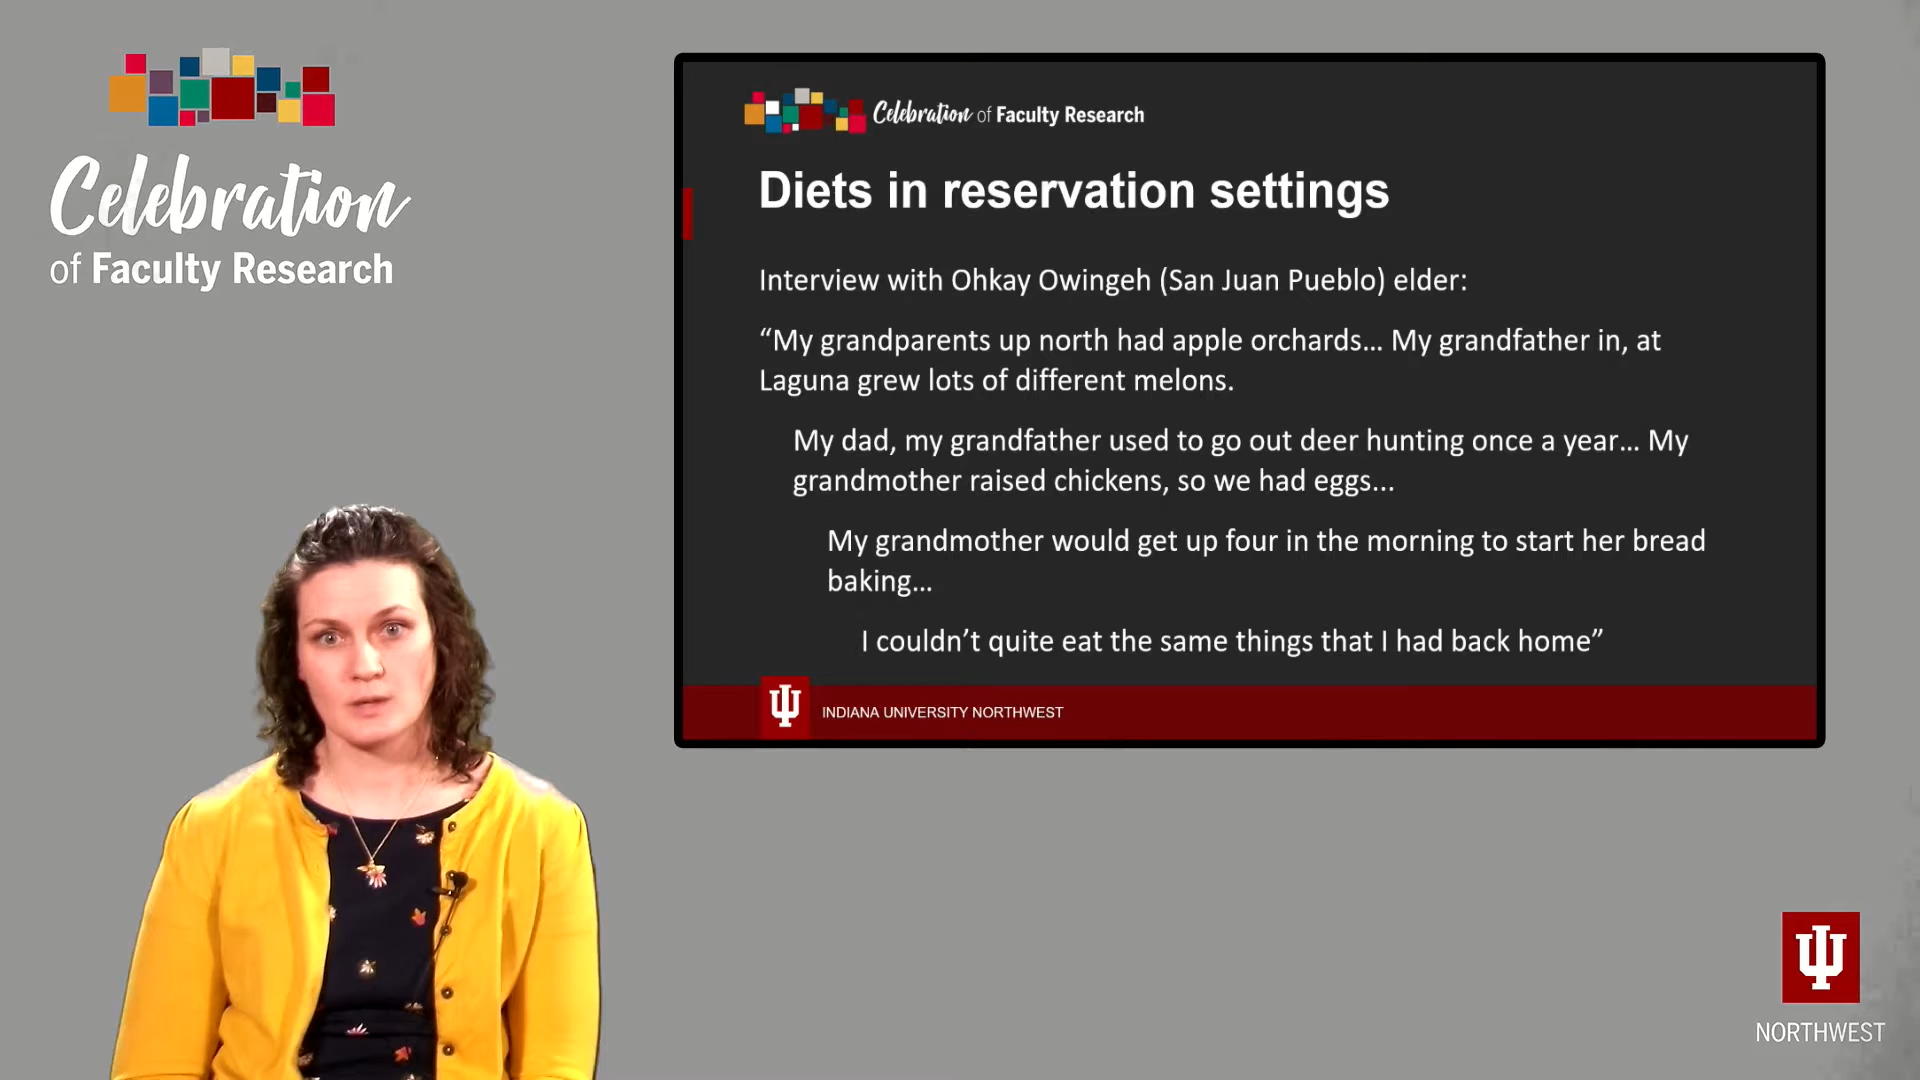 Celebration
of Faculty Research
Celebration of Faculty Research
Diets in reservation settings
Interview with Ohkay Owingeh (San Juan Pueblo) elder:
“My grandparents up north had apple orchards… My grandfather in, at
Laguna grew lots of different melons.
My dad, my grandfather used to go out deer hunting once a year… My
grandmother raised chickens, so we had eggs...
My grandmother would get up four in the morning to start her bread
baking…
I couldn’t quite eat the same things that I had back home”
INDIANA UNIVERSITY NORTHWEST
NORTHWEST